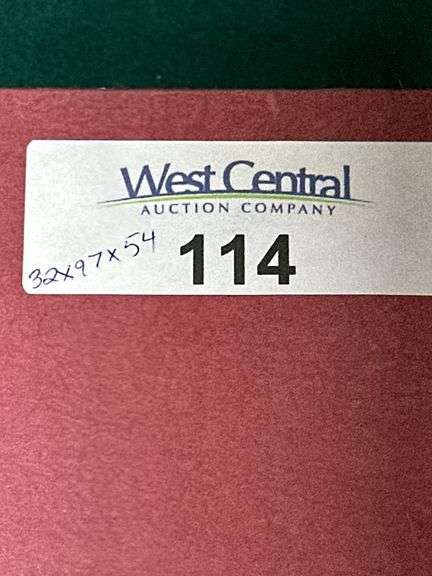 West Central
AUCTION COMPANY
32x97x54
114